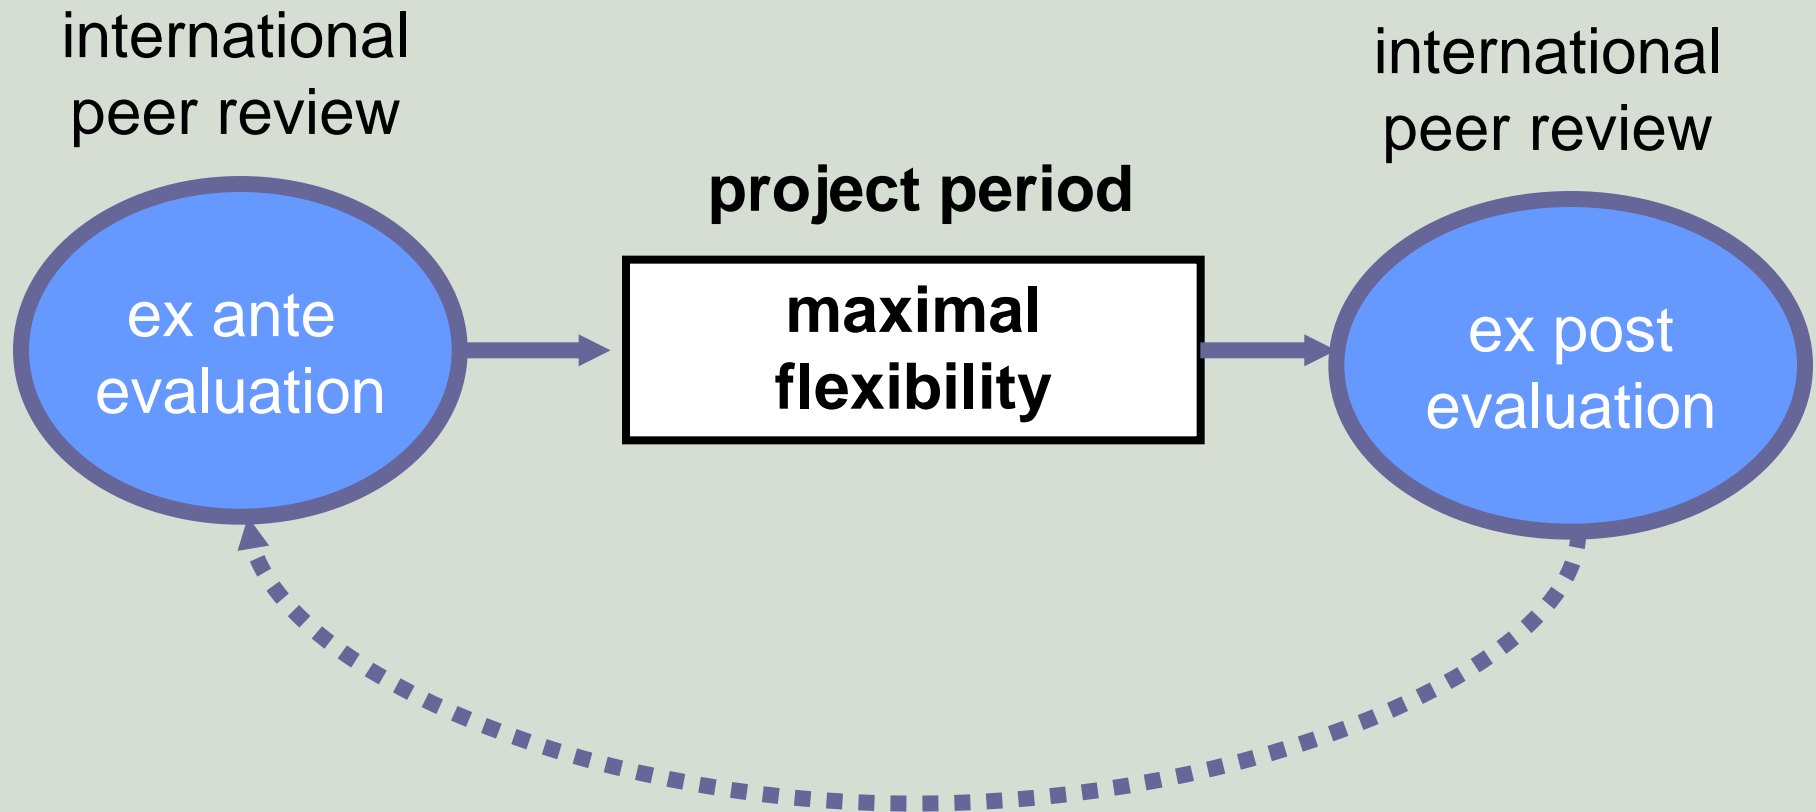 international
peer review
ex ante
evaluation
project period
maximal
flexibility
international
peer review
ex post
evaluation